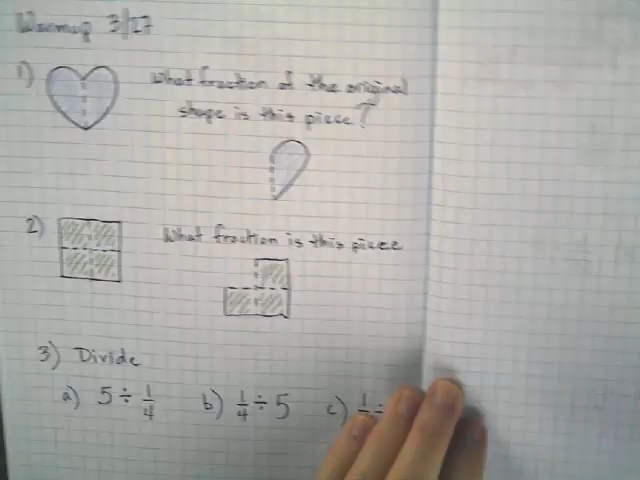 Warmup 3/27
1) What fraction of the original
shape is this piece?
2) What fraction is this piece
3) Divide
a) 5 ÷ 1/4 b) 1/4 ÷ 5 c) 1/